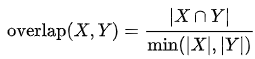 overlap(X, Y) = |X ∩ Y| / min(|X|, |Y|)